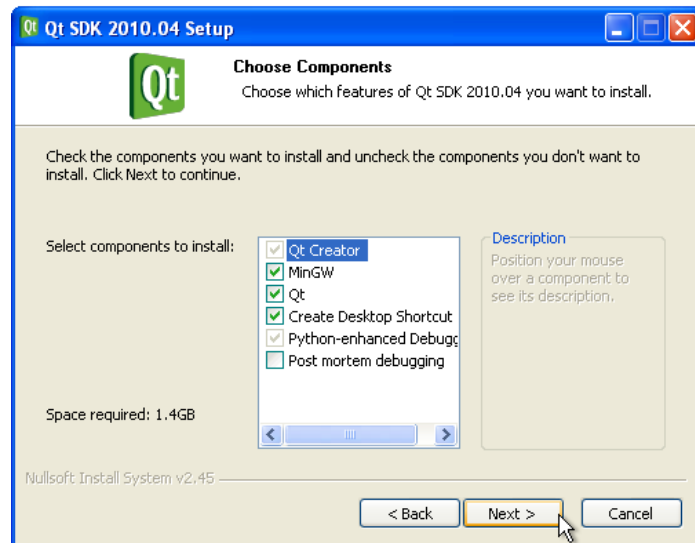 Qt SDK 2010.04 Setup
Qt
Choose Components
Choose which features of Qt SDK 2010.04 you want to install.
Check the components you want to install and uncheck the components you don't want to
install. Click Next to continue.
Select components to install:
Qt Creator
MinGW
Qt
Create Desktop Shortcut
Python-enhanced Debugg
Post mortem debugging
Description
Position your mouse
over a component to
see its description.
Space required: 1.4GB
Nullsoft Install System v2.45
< Back
Next >
Cancel